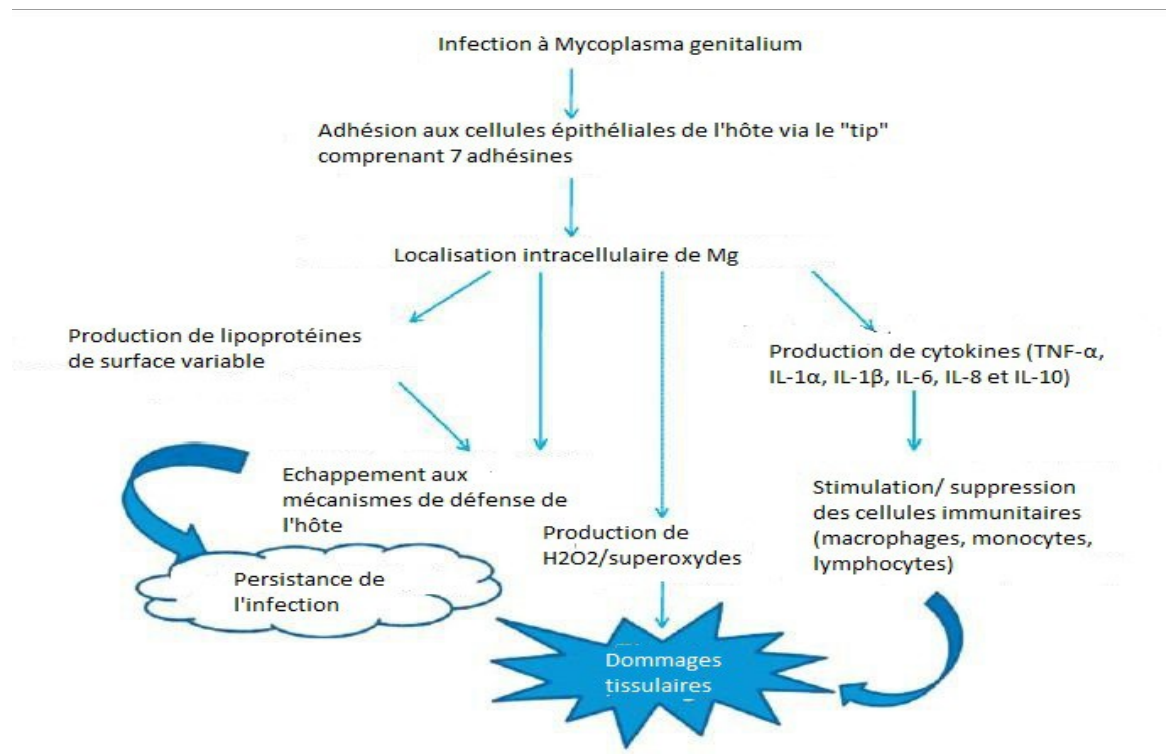 Infection à Mycoplasma genitalium
Adhésion aux cellules épithéliales de l'hôte via le "tip"
comprenant 7 adhésines
Localisation intracellulaire de Mg
Production de lipoprotéines
de surface variable
Production de cytokines (TNF-α,
IL-1α, IL-1β, IL-6, IL-8 et IL-10)
Echappement aux
mécanismes de défense de
l'hôte
Production de
H2O2/superoxydes
Stimulation/ suppression
des cellules immunitaires
(macrophages, monocytes,
lymphocytes)
Persistance de
l'infection
Dommages
tissulaires